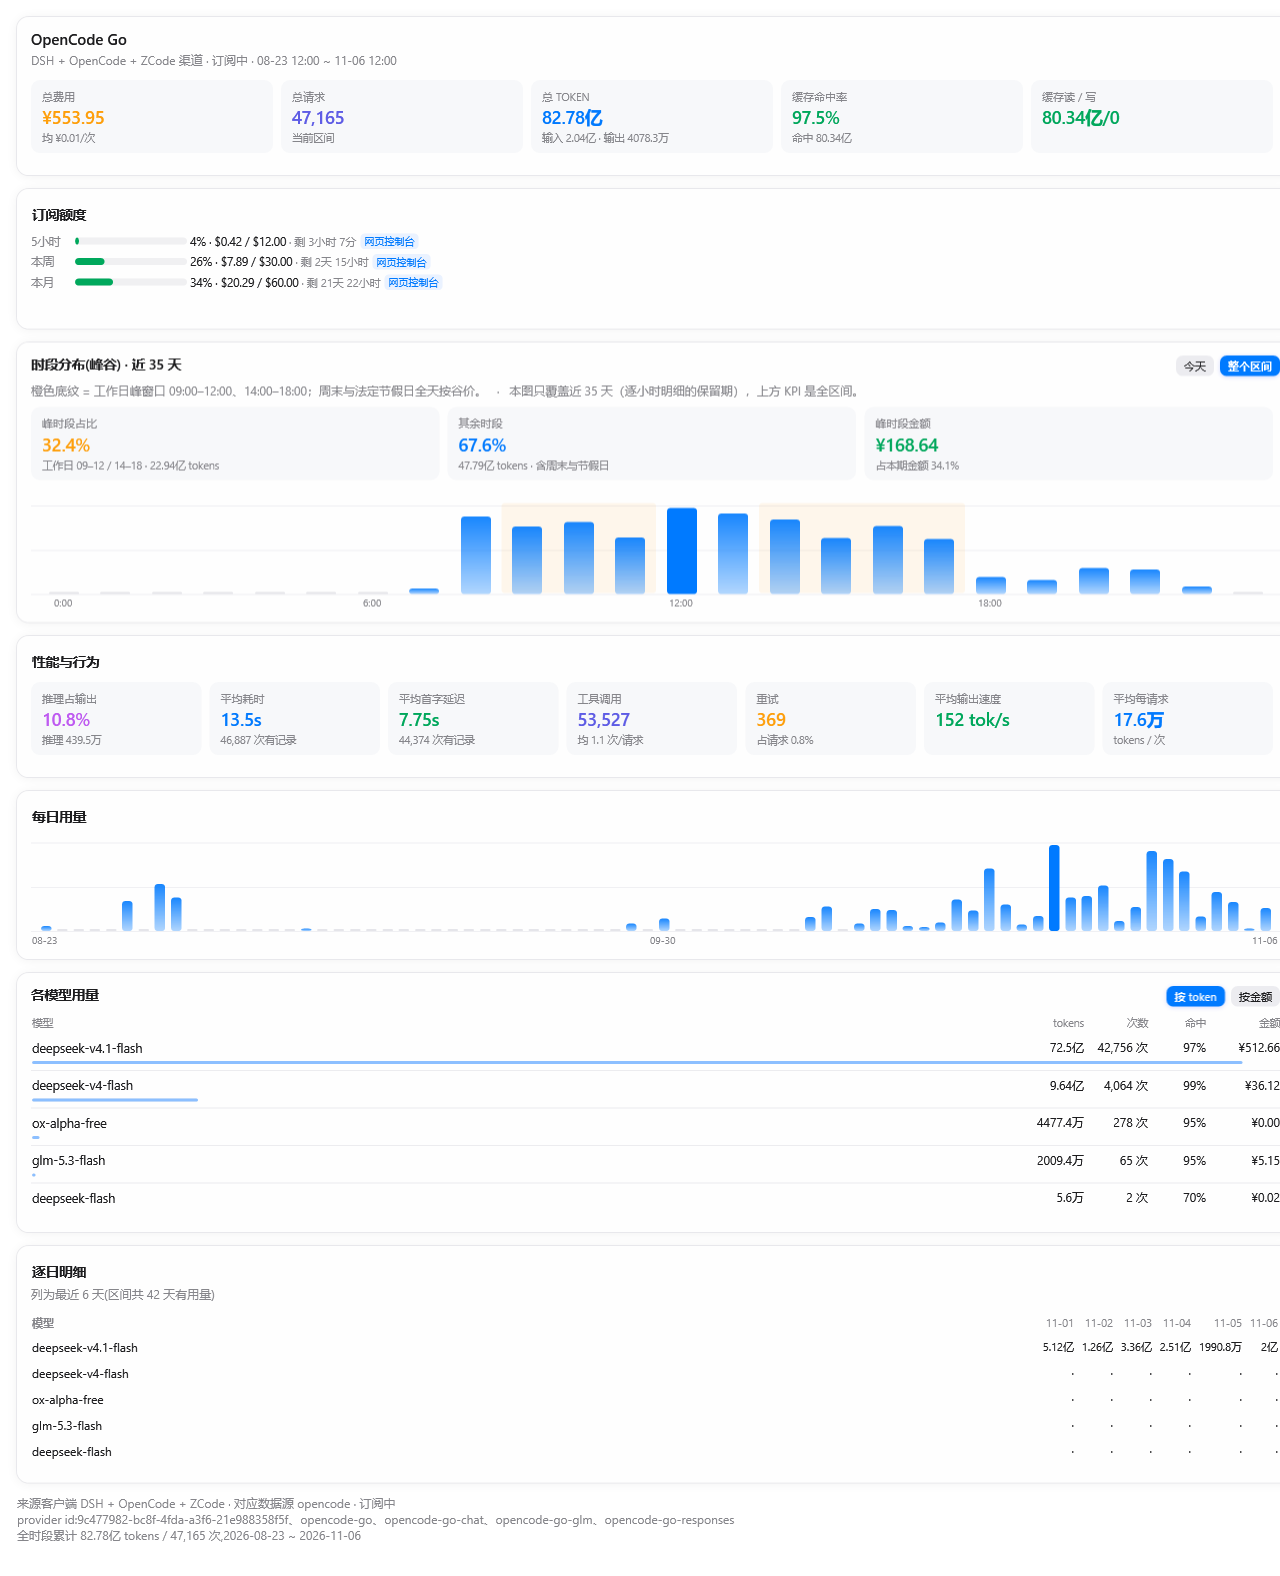 OpenCode Go
DSH + OpenCode + ZCode 渠道 · 订阅中 · 08-23 12:00 ~ 11-06 12:00
总费用
¥553.95
均 ¥0.01/次
总请求
47,165
当前区间
总 TOKEN
82.78亿
输入 2.04亿 · 输出 4078.3万
缓存命中率
97.5%
命中 80.34亿
缓存读 / 写
80.34亿/0
订阅额度
5小时 4% · $0.42 / $12.00 · 剩 3小时 7分 网页控制台
本周 26% · $7.89 / $30.00 · 剩 2天 15小时 网页控制台
本月 34% · $20.29 / $60.00 · 剩 21天 22小时 网页控制台
时段分布(峰谷) · 近 35 天
今天 整个区间
橙色底纹 = 工作日峰窗口 09:00–12:00、14:00–18:00；周末与法定节假日全天按谷价。 · 本图只覆盖近 35 天（逐小时明细的保留期），上方 KPI 是全区间。
峰时段占比
32.4%
工作日 09–12 / 14–18 · 22.94亿 tokens
其余时段
67.6%
47.79亿 tokens · 含周末与节假日
峰时段金额
¥168.64
占本期金额 34.1%
0:00 6:00 12:00 18:00
性能与行为
推理占输出
10.8%
推理 439.5万
平均耗时
13.5s
46,887 次有记录
平均首字延迟
7.75s
44,374 次有记录
工具调用
53,527
均 1.1 次/请求
重试
369
占请求 0.8%
平均输出速度
152 tok/s
平均每请求
17.6万
tokens / 次
每日用量
08-23 09-30 11-06
各模型用量
按 token 按金额
模型 tokens 次数 命中 金额
deepseek-v4.1-flash 72.5亿 42,756 次 97% ¥512.66
deepseek-v4-flash 9.64亿 4,064 次 99% ¥36.12
ox-alpha-free 4477.4万 278 次 95% ¥0.00
glm-5.3-flash 2009.4万 65 次 95% ¥5.15
deepseek-flash 5.6万 2 次 70% ¥0.02
逐日明细
列为最近 6 天(区间共 42 天有用量)
模型 11-01 11-02 11-03 11-04 11-05 11-06
deepseek-v4.1-flash 5.12亿 1.26亿 3.36亿 2.51亿 1990.8万 2亿
deepseek-v4-flash · · · · · ·
ox-alpha-free · · · · · ·
glm-5.3-flash · · · · · ·
deepseek-flash · · · · · ·
来源客户端 DSH + OpenCode + ZCode · 对应数据源 opencode · 订阅中
provider id:9c477982-bc8f-4fda-a3f6-21e988358f5f、opencode-go、opencode-go-chat、opencode-go-glm、opencode-go-responses
全时段累计 82.78亿 tokens / 47,165 次,2026-08-23 ~ 2026-11-06